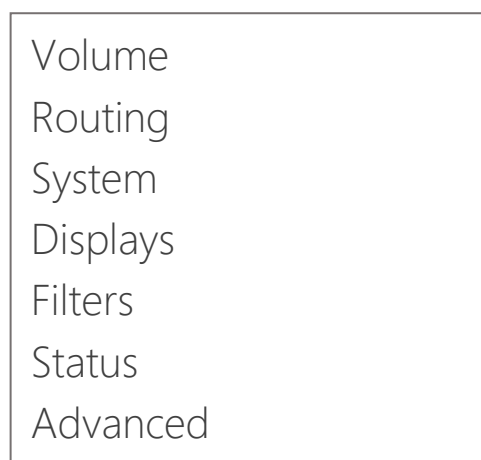 Volume
Routing
System
Displays
Filters
Status
Advanced